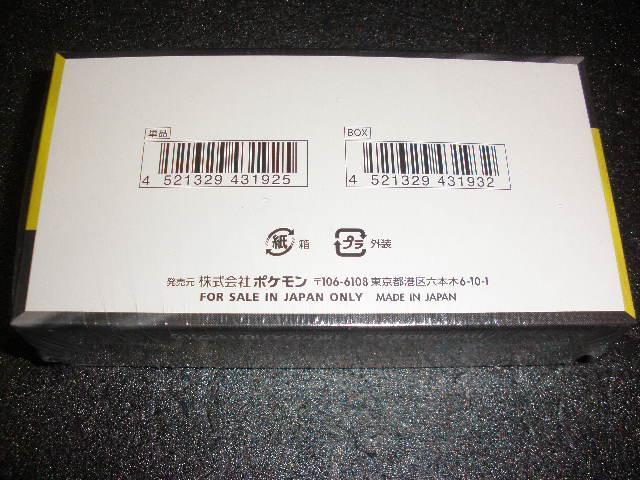 単品
BOX
4 521329 431925
4 521329 431932
紙 箱
プラ 外装
発売元 株式会社ポケモン 〒106-6108 東京都港区六本木6-10-1
FOR SALE IN JAPAN ONLY MADE IN JAPAN